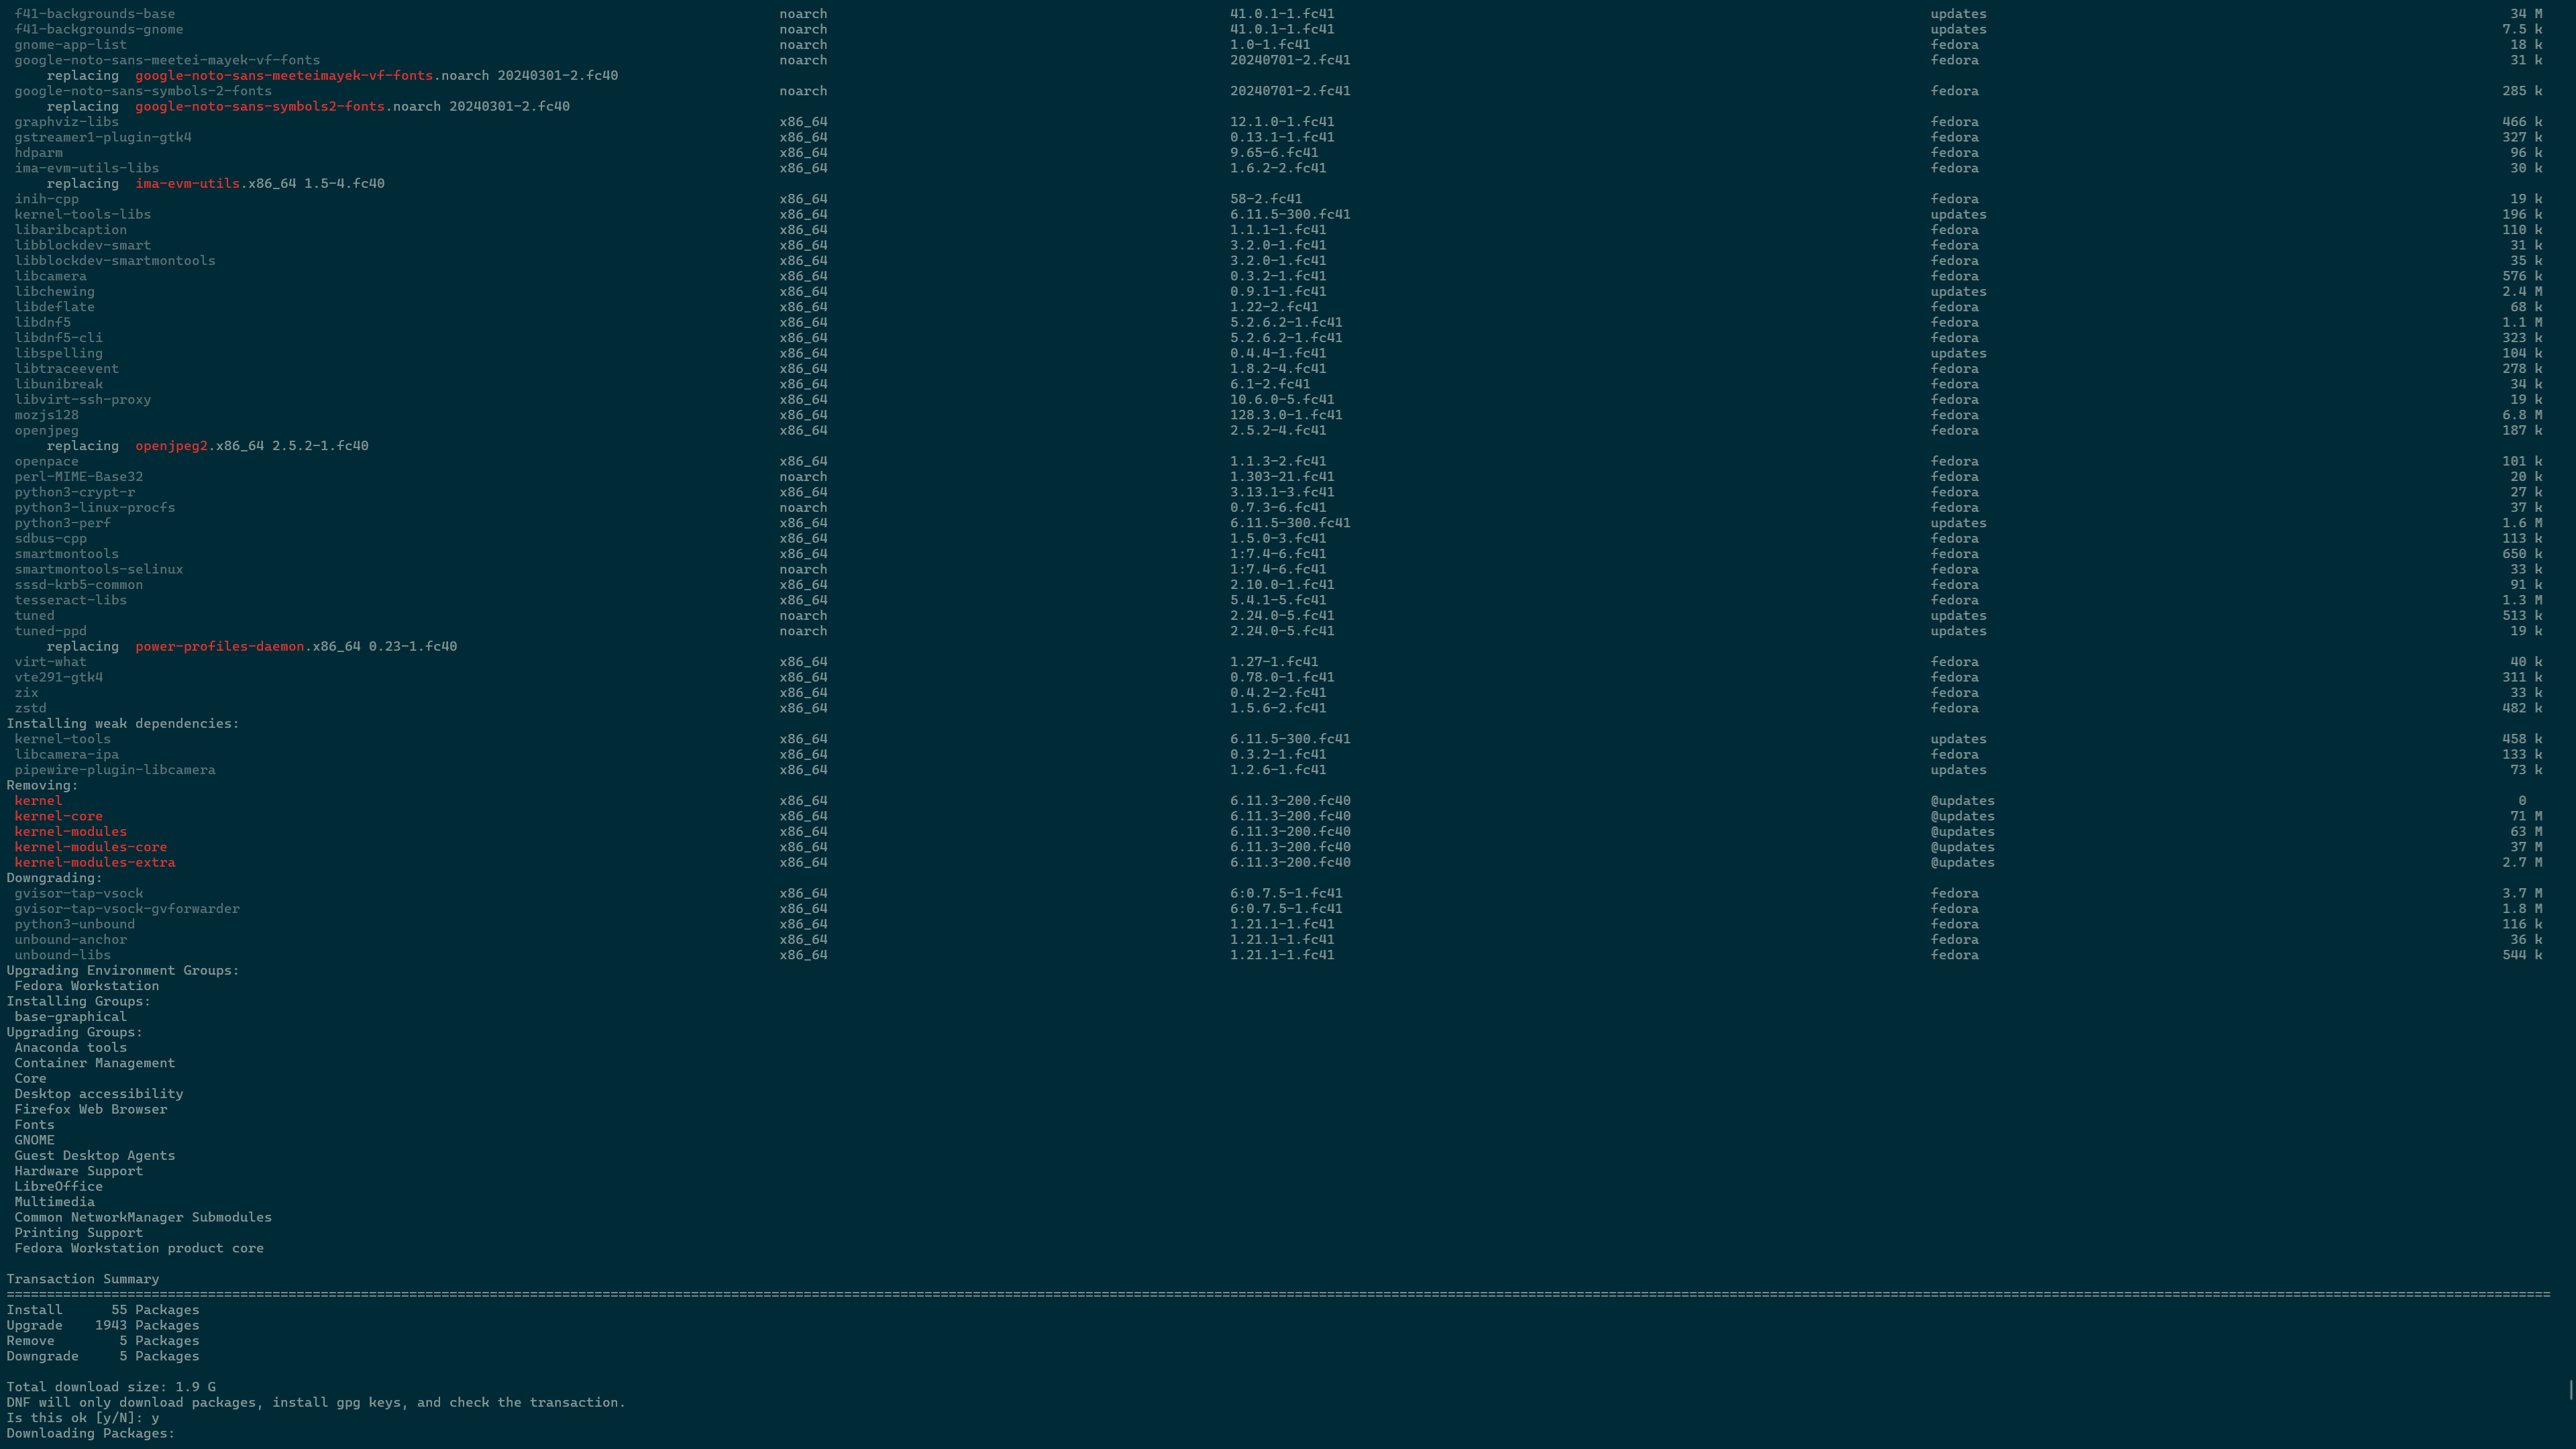 f41-backgrounds-base noarch 41.0.1-1.fc41 updates 34 M
f41-backgrounds-gnome noarch 41.0.1-1.fc41 updates 7.5 k
gnome-app-list noarch 1.0-1.fc41 fedora 18 k
google-noto-sans-meetei-mayek-vf-fonts noarch 20240701-2.fc41 fedora 31 k
replacing google-noto-sans-meeteimayek-vf-fonts.noarch 20240301-2.fc40
google-noto-sans-symbols-2-fonts noarch 20240701-2.fc41 fedora 285 k
replacing google-noto-sans-symbols2-fonts.noarch 20240301-2.fc40
graphviz-libs x86_64 12.1.0-1.fc41 fedora 466 k
gstreamer1-plugin-gtk4 x86_64 0.13.1-1.fc41 fedora 327 k
hdparm x86_64 9.65-6.fc41 fedora 96 k
ima-evm-utils-libs x86_64 1.6.2-2.fc41 fedora 30 k
replacing ima-evm-utils.x86_64 1.5-4.fc40
inih-cpp x86_64 58-2.fc41 fedora 19 k
kernel-tools-libs x86_64 6.11.5-300.fc41 updates 196 k
libaribcaption x86_64 1.1.1-1.fc41 fedora 110 k
libblockdev-smart x86_64 3.2.0-1.fc41 fedora 31 k
libblockdev-smartmontools x86_64 3.2.0-1.fc41 fedora 35 k
libcamera x86_64 0.3.2-1.fc41 fedora 576 k
libchewing x86_64 0.9.1-1.fc41 updates 2.4 M
libdeflate x86_64 1.22-2.fc41 fedora 68 k
libdnf5 x86_64 5.2.6.2-1.fc41 fedora 1.1 M
libdnf5-cli x86_64 5.2.6.2-1.fc41 fedora 323 k
libspelling x86_64 0.4.4-1.fc41 updates 104 k
libtraceevent x86_64 1.8.2-4.fc41 fedora 278 k
libunibreak x86_64 6.1-2.fc41 fedora 34 k
libvirt-ssh-proxy x86_64 10.6.0-5.fc41 fedora 19 k
mozjs128 x86_64 128.3.0-1.fc41 fedora 6.8 M
openjpeg x86_64 2.5.2-4.fc41 fedora 187 k
replacing openjpeg2.x86_64 2.5.2-1.fc40
openpace x86_64 1.1.3-2.fc41 fedora 101 k
perl-MIME-Base32 noarch 1.303-21.fc41 fedora 20 k
python3-crypt-r x86_64 3.13.1-3.fc41 fedora 27 k
python3-linux-procfs noarch 0.7.3-6.fc41 fedora 37 k
python3-perf x86_64 6.11.5-300.fc41 updates 1.6 M
sdbus-cpp x86_64 1.5.0-3.fc41 fedora 113 k
smartmontools x86_64 1:7.4-6.fc41 fedora 650 k
smartmontools-selinux noarch 1:7.4-6.fc41 fedora 33 k
sssd-krb5-common x86_64 2.10.0-1.fc41 fedora 91 k
tesseract-libs x86_64 5.4.1-5.fc41 fedora 1.3 M
tuned noarch 2.24.0-5.fc41 updates 513 k
tuned-ppd noarch 2.24.0-5.fc41 updates 19 k
replacing power-profiles-daemon.x86_64 0.23-1.fc40
virt-what x86_64 1.27-1.fc41 fedora 40 k
vte291-gtk4 x86_64 0.78.0-1.fc41 fedora 311 k
zix x86_64 0.4.2-2.fc41 fedora 33 k
zstd x86_64 1.5.6-2.fc41 fedora 482 k
Installing weak dependencies:
kernel-tools x86_64 6.11.5-300.fc41 updates 458 k
libcamera-ipa x86_64 0.3.2-1.fc41 fedora 133 k
pipewire-plugin-libcamera x86_64 1.2.6-1.fc41 updates 73 k
Removing:
kernel x86_64 6.11.3-200.fc40 @updates 0
kernel-core x86_64 6.11.3-200.fc40 @updates 71 M
kernel-modules x86_64 6.11.3-200.fc40 @updates 63 M
kernel-modules-core x86_64 6.11.3-200.fc40 @updates 37 M
kernel-modules-extra x86_64 6.11.3-200.fc40 @updates 2.7 M
Downgrading:
gvisor-tap-vsock x86_64 6:0.7.5-1.fc41 fedora 3.7 M
gvisor-tap-vsock-gvforwarder x86_64 6:0.7.5-1.fc41 fedora 1.8 M
python3-unbound x86_64 1.21.1-1.fc41 fedora 116 k
unbound-anchor x86_64 1.21.1-1.fc41 fedora 36 k
unbound-libs x86_64 1.21.1-1.fc41 fedora 544 k
Upgrading Environment Groups:
Fedora Workstation
Installing Groups:
base-graphical
Upgrading Groups:
Anaconda tools
Container Management
Core
Desktop accessibility
Firefox Web Browser
Fonts
GNOME
Guest Desktop Agents
Hardware Support
LibreOffice
Multimedia
Common NetworkManager Submodules
Printing Support
Fedora Workstation product core
Transaction Summary
Install 55 Packages
Upgrade 1943 Packages
Remove 5 Packages
Downgrade 5 Packages
Total download size: 1.9 G
DNF will only download packages, install gpg keys, and check the transaction.
Is this ok [y/N]: y
Downloading Packages: